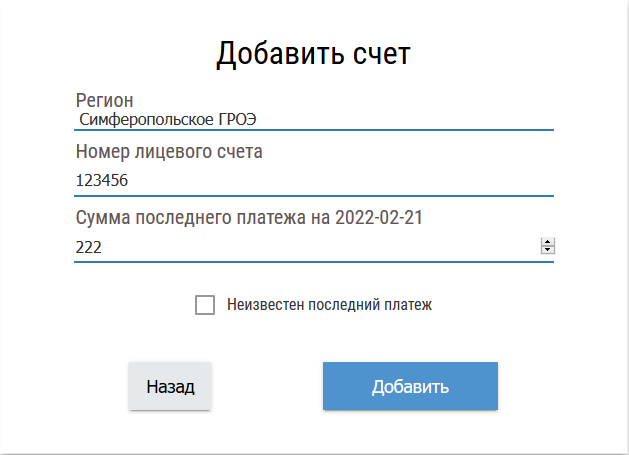 Добавить счет
Регион
Симферопольское ГРОЭ
Номер лицевого счета
123456
Сумма последнего платежа на 2022-02-21
222
Неизвестен последний платеж
Назад
Добавить